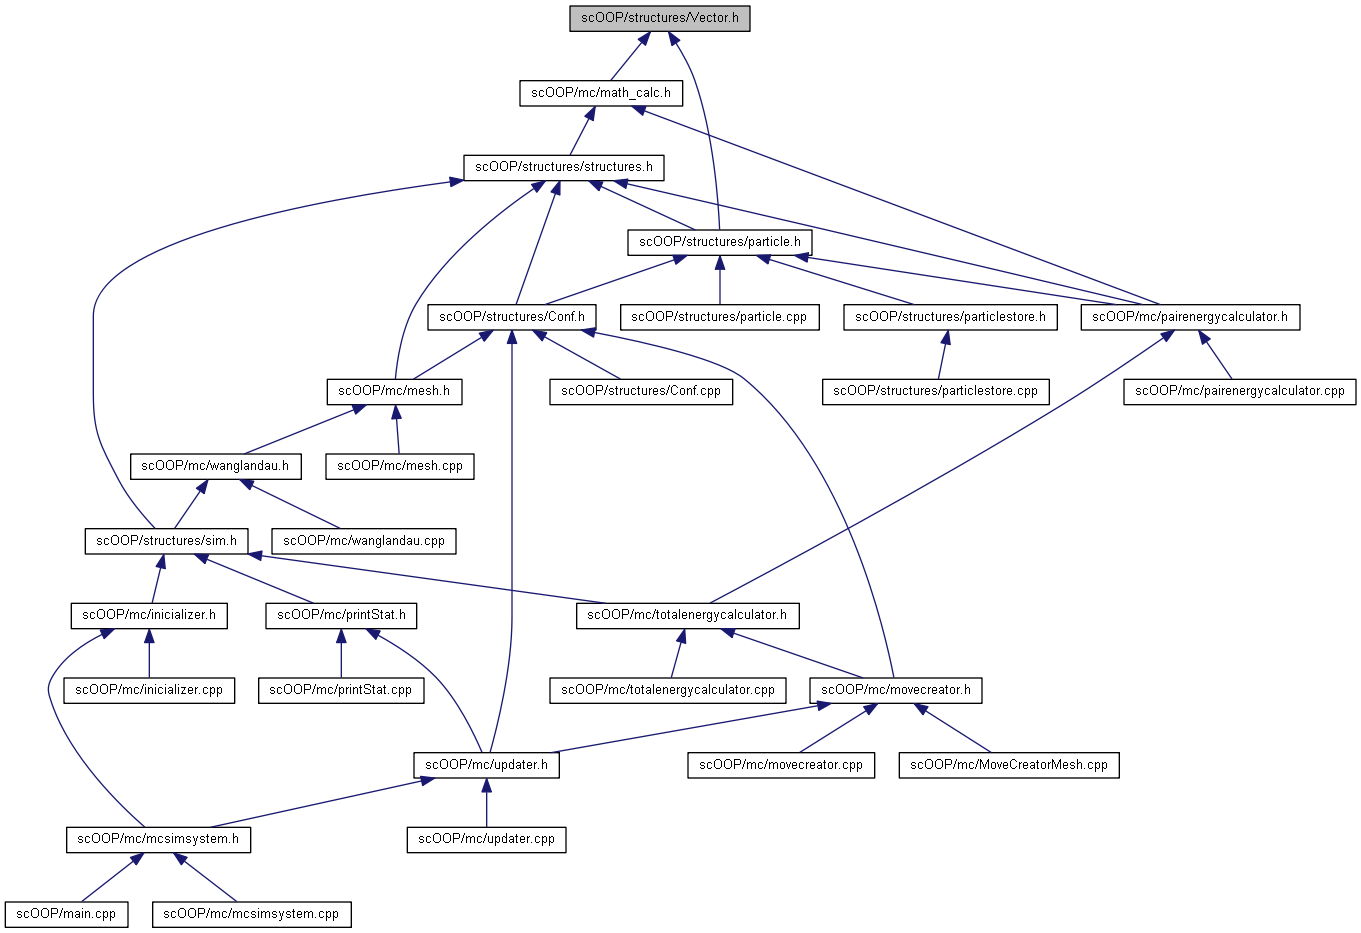 scOOP/structures/Vector.h
scOOP/mc/math_calc.h
scOOP/structures/structures.h
scOOP/structures/particle.h
scOOP/structures/Conf.h
scOOP/structures/particle.cpp
scOOP/structures/particlestore.h
scOOP/mc/pairenergycalculator.h
scOOP/mc/mesh.h
scOOP/structures/Conf.cpp
scOOP/structures/particlestore.cpp
scOOP/mc/pairenergycalculator.cpp
scOOP/mc/wanglandau.h
scOOP/mc/mesh.cpp
scOOP/structures/sim.h
scOOP/mc/wanglandau.cpp
scOOP/mc/inicializer.h
scOOP/mc/printStat.h
scOOP/mc/totalenergycalculator.h
scOOP/mc/inicializer.cpp
scOOP/mc/printStat.cpp
scOOP/mc/totalenergycalculator.cpp
scOOP/mc/movecreator.h
scOOP/mc/updater.h
scOOP/mc/movecreator.cpp
scOOP/mc/MoveCreatorMesh.cpp
scOOP/mc/mcsimsystem.h
scOOP/mc/updater.cpp
scOOP/main.cpp
scOOP/mc/mcsimsystem.cpp